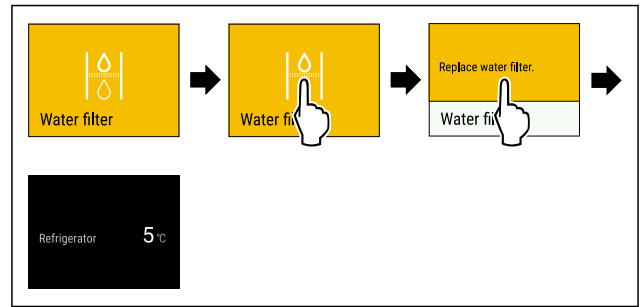 Water filter
Water fi
Replace water filter.
Water fi
Refrigerator 5 °C